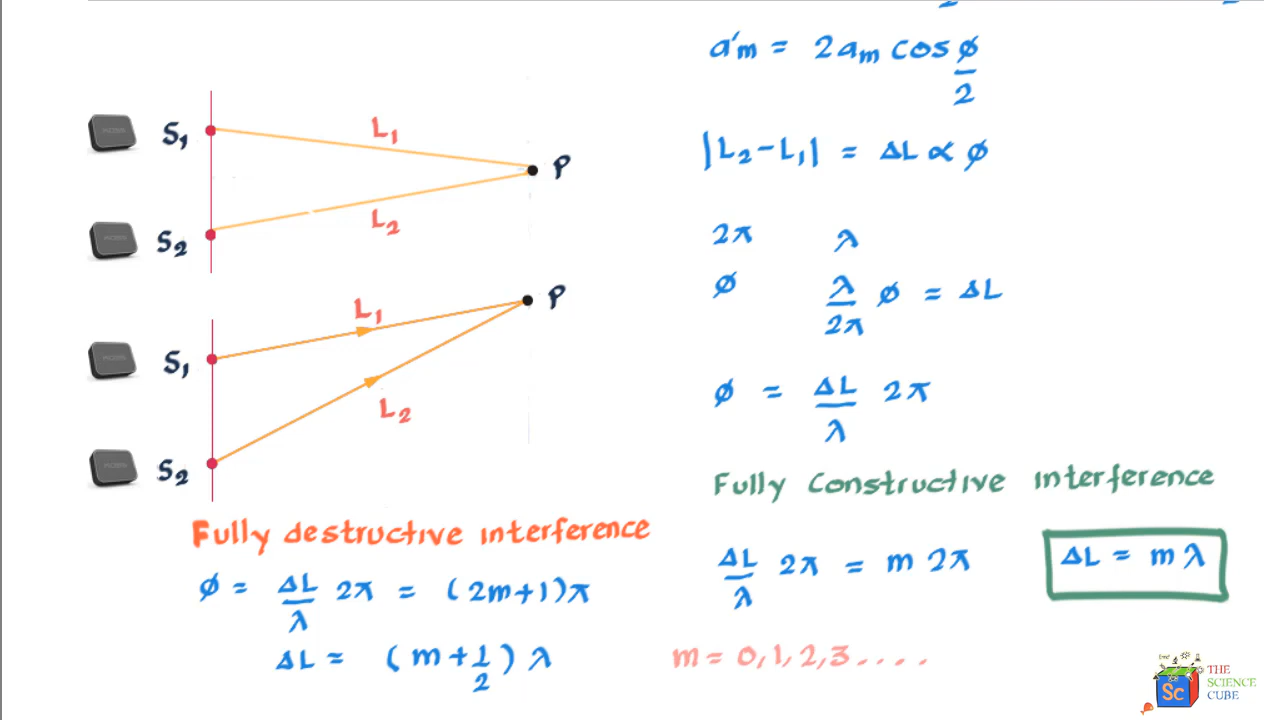 a'm = 2am cos ø/2
S1
L1
P
S2
L2
|L2-L1| = ΔL ∝ ø
2π λ
ø λ/2π ø = ΔL
P
L1
S1
L2
S2
ø = ΔL/λ 2π
Fully constructive interference
ΔL/λ 2π = m 2π
ΔL = mλ
Fully destructive interference
ø = ΔL/λ 2π = (2m+1)π
ΔL = (m+1/2) λ
m = 0,1,2,3....
Sc
THE
SCIENCE
CUBE